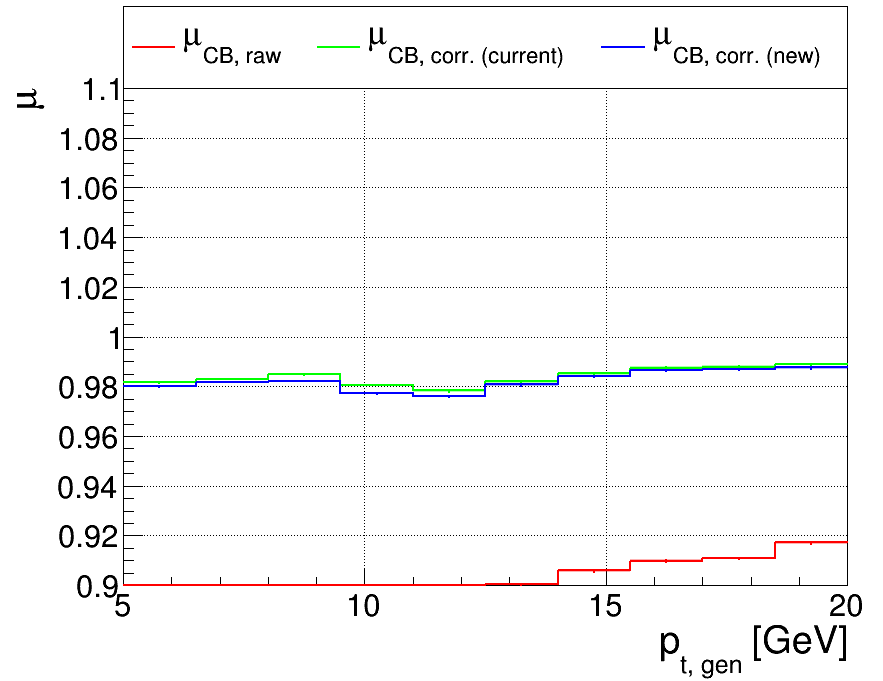 μCB, raw μCB, corr. (current) μCB, corr. (new)
μ
1.1
1.08
1.06
1.04
1.02
1
0.98
0.96
0.94
0.92
0.9
5 10 15 20
pt, gen [GeV]